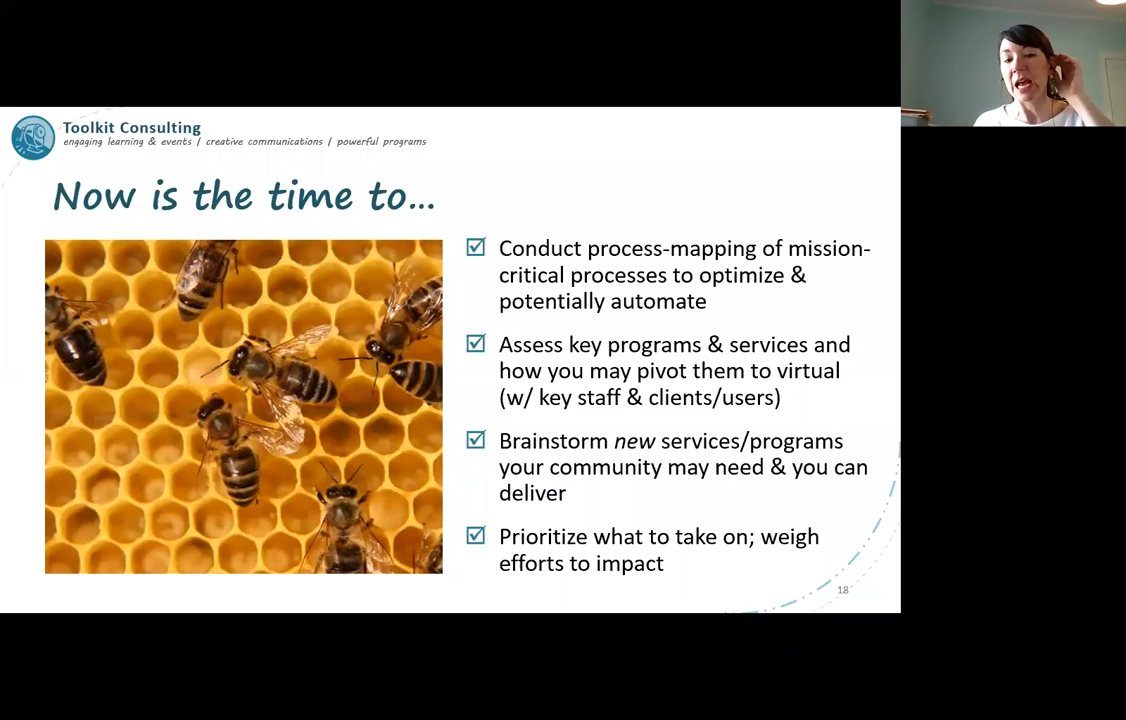 Toolkit Consulting
engaging learning & events / creative communications / powerful programs
Now is the time to...
Conduct process-mapping of mission-
critical processes to optimize &
potentially automate
Assess key programs & services and
how you may pivot them to virtual
(w/ key staff & clients/users)
Brainstorm new services/programs
your community may need & you can
deliver
Prioritize what to take on; weigh
efforts to impact
18